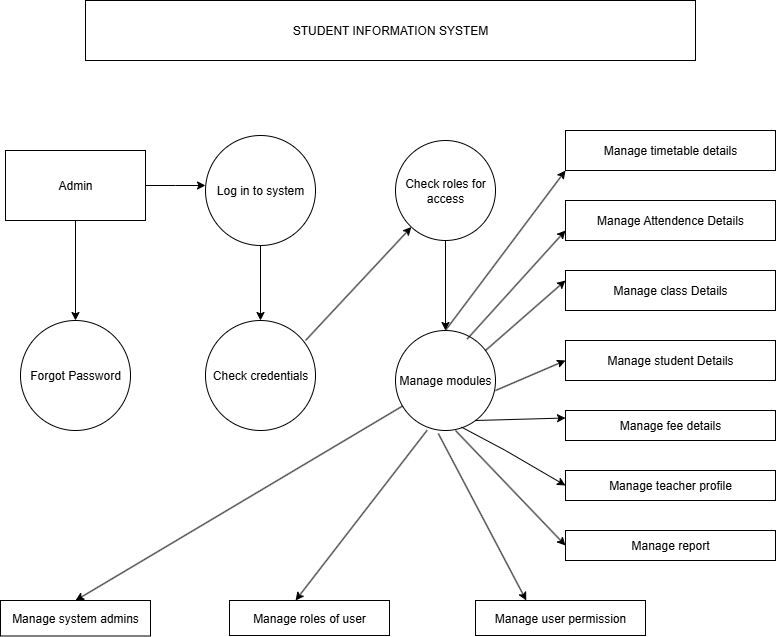 STUDENT INFORMATION SYSTEM
Admin
Log in to system
Check roles for
access
Manage timetable details
Manage Attendence Details
Manage class Details
Forgot Password
Check credentials
Manage modules
Manage student Details
Manage fee details
Manage teacher profile
Manage report
Manage system admins
Manage roles of user
Manage user permission